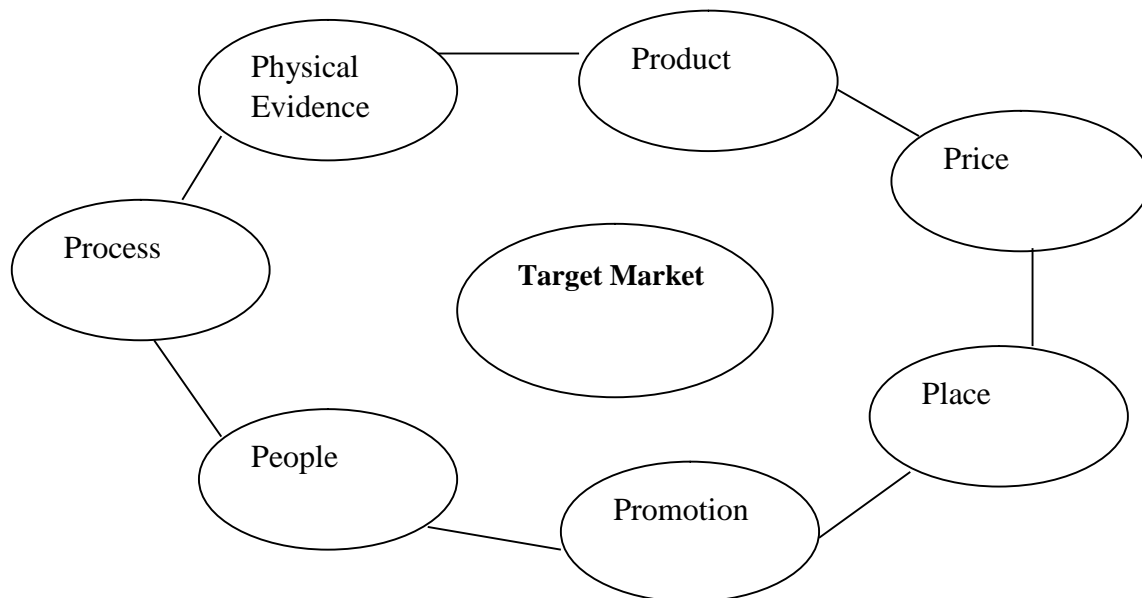 Physical
Evidence
Product
Price
Process
Target Market
Place
People
Promotion